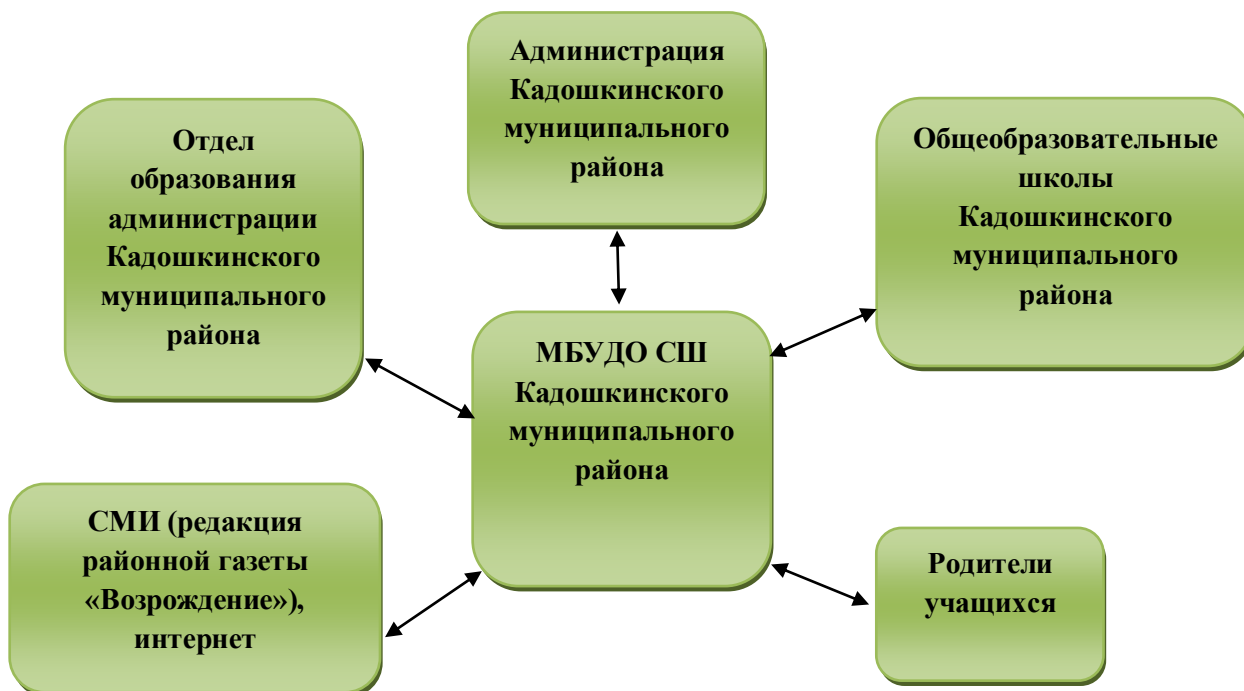 Администрация
Кадошкинского
муниципального
района
Отдел
образования
администрации
Кадошкинского
муниципального
района
Общеобразовательные
школы
Кадошкинского
муниципального
района
МБУДО СШ
Кадошкинского
муниципального
района
СМИ (редакция
районной газеты
«Возрождение»),
интернет
Родители
учащихся